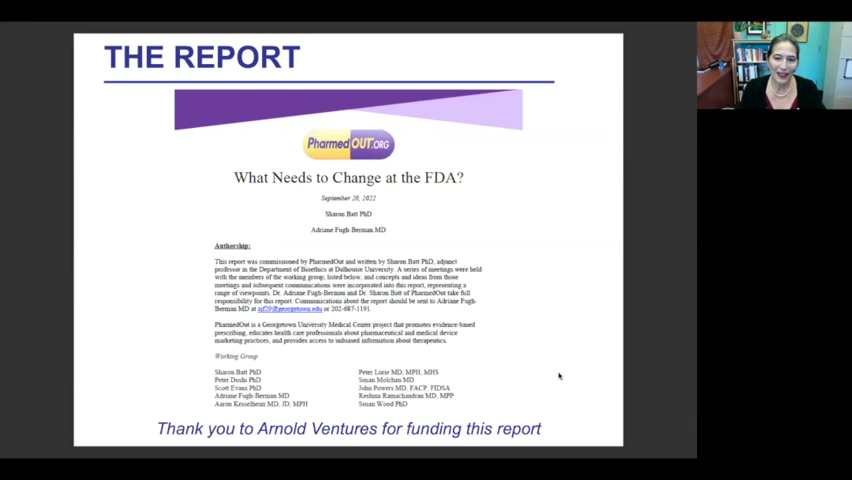 THE REPORT
PharmedOUT.ORG
What Needs to Change at the FDA?
September 20, 2022
Sharon Batt PhD
Adriane Fugh-Berman MD
Authorship:
This report was commissioned by PharmedOut and written by Sharon Batt PhD, adjunct
professor in the Department of Bioethics at Dalhousie University. A series of meetings were held
with the members of the working group, listed below, and concepts and ideas from those
meetings and subsequent communications were incorporated into this report, representing a
range of viewpoints. Dr. Adriane Fugh-Berman and Dr. Sharon Batt of PharmedOut take full
responsibility for this report. Communications about the report should be sent to Adriane Fugh-
Berman MD at ajf29@georgetown.edu or 202-687-1191.
PharmedOut is a Georgetown University Medical Center project that promotes evidence-based
prescribing, educates health care professionals about pharmaceutical and medical device
marketing practices, and provides access to unbiased information about therapeutics.
Working Group
Sharon Batt PhD
Peter Doshi PhD
Scott Evans PhD
Adriane Fugh-Berman MD
Aaron Kesselheim MD, JD, MPH
Peter Lurie MD, MPH, MHS
Susan Molchan MD
John Powers MD, FACP, FIDSA
Reshma Ramachandran MD, MPP
Susan Wood PhD
Thank you to Arnold Ventures for funding this report